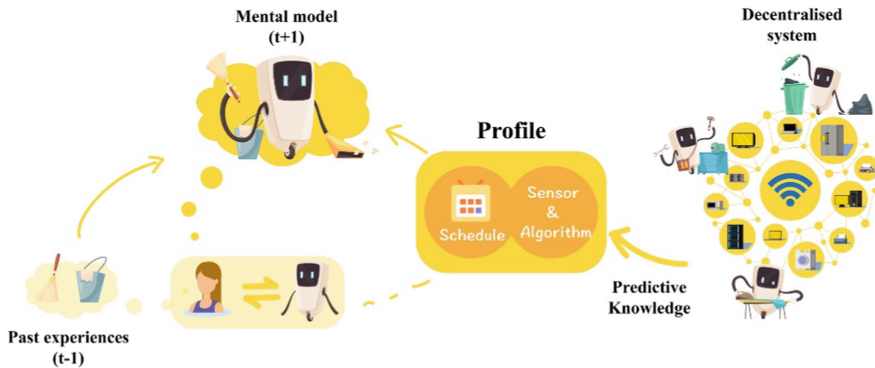 Mental model
(t+1)
Decentralised
system
Profile
Schedule
Sensor
&
Algorithm
Predictive
Knowledge
Past experiences
(t-1)